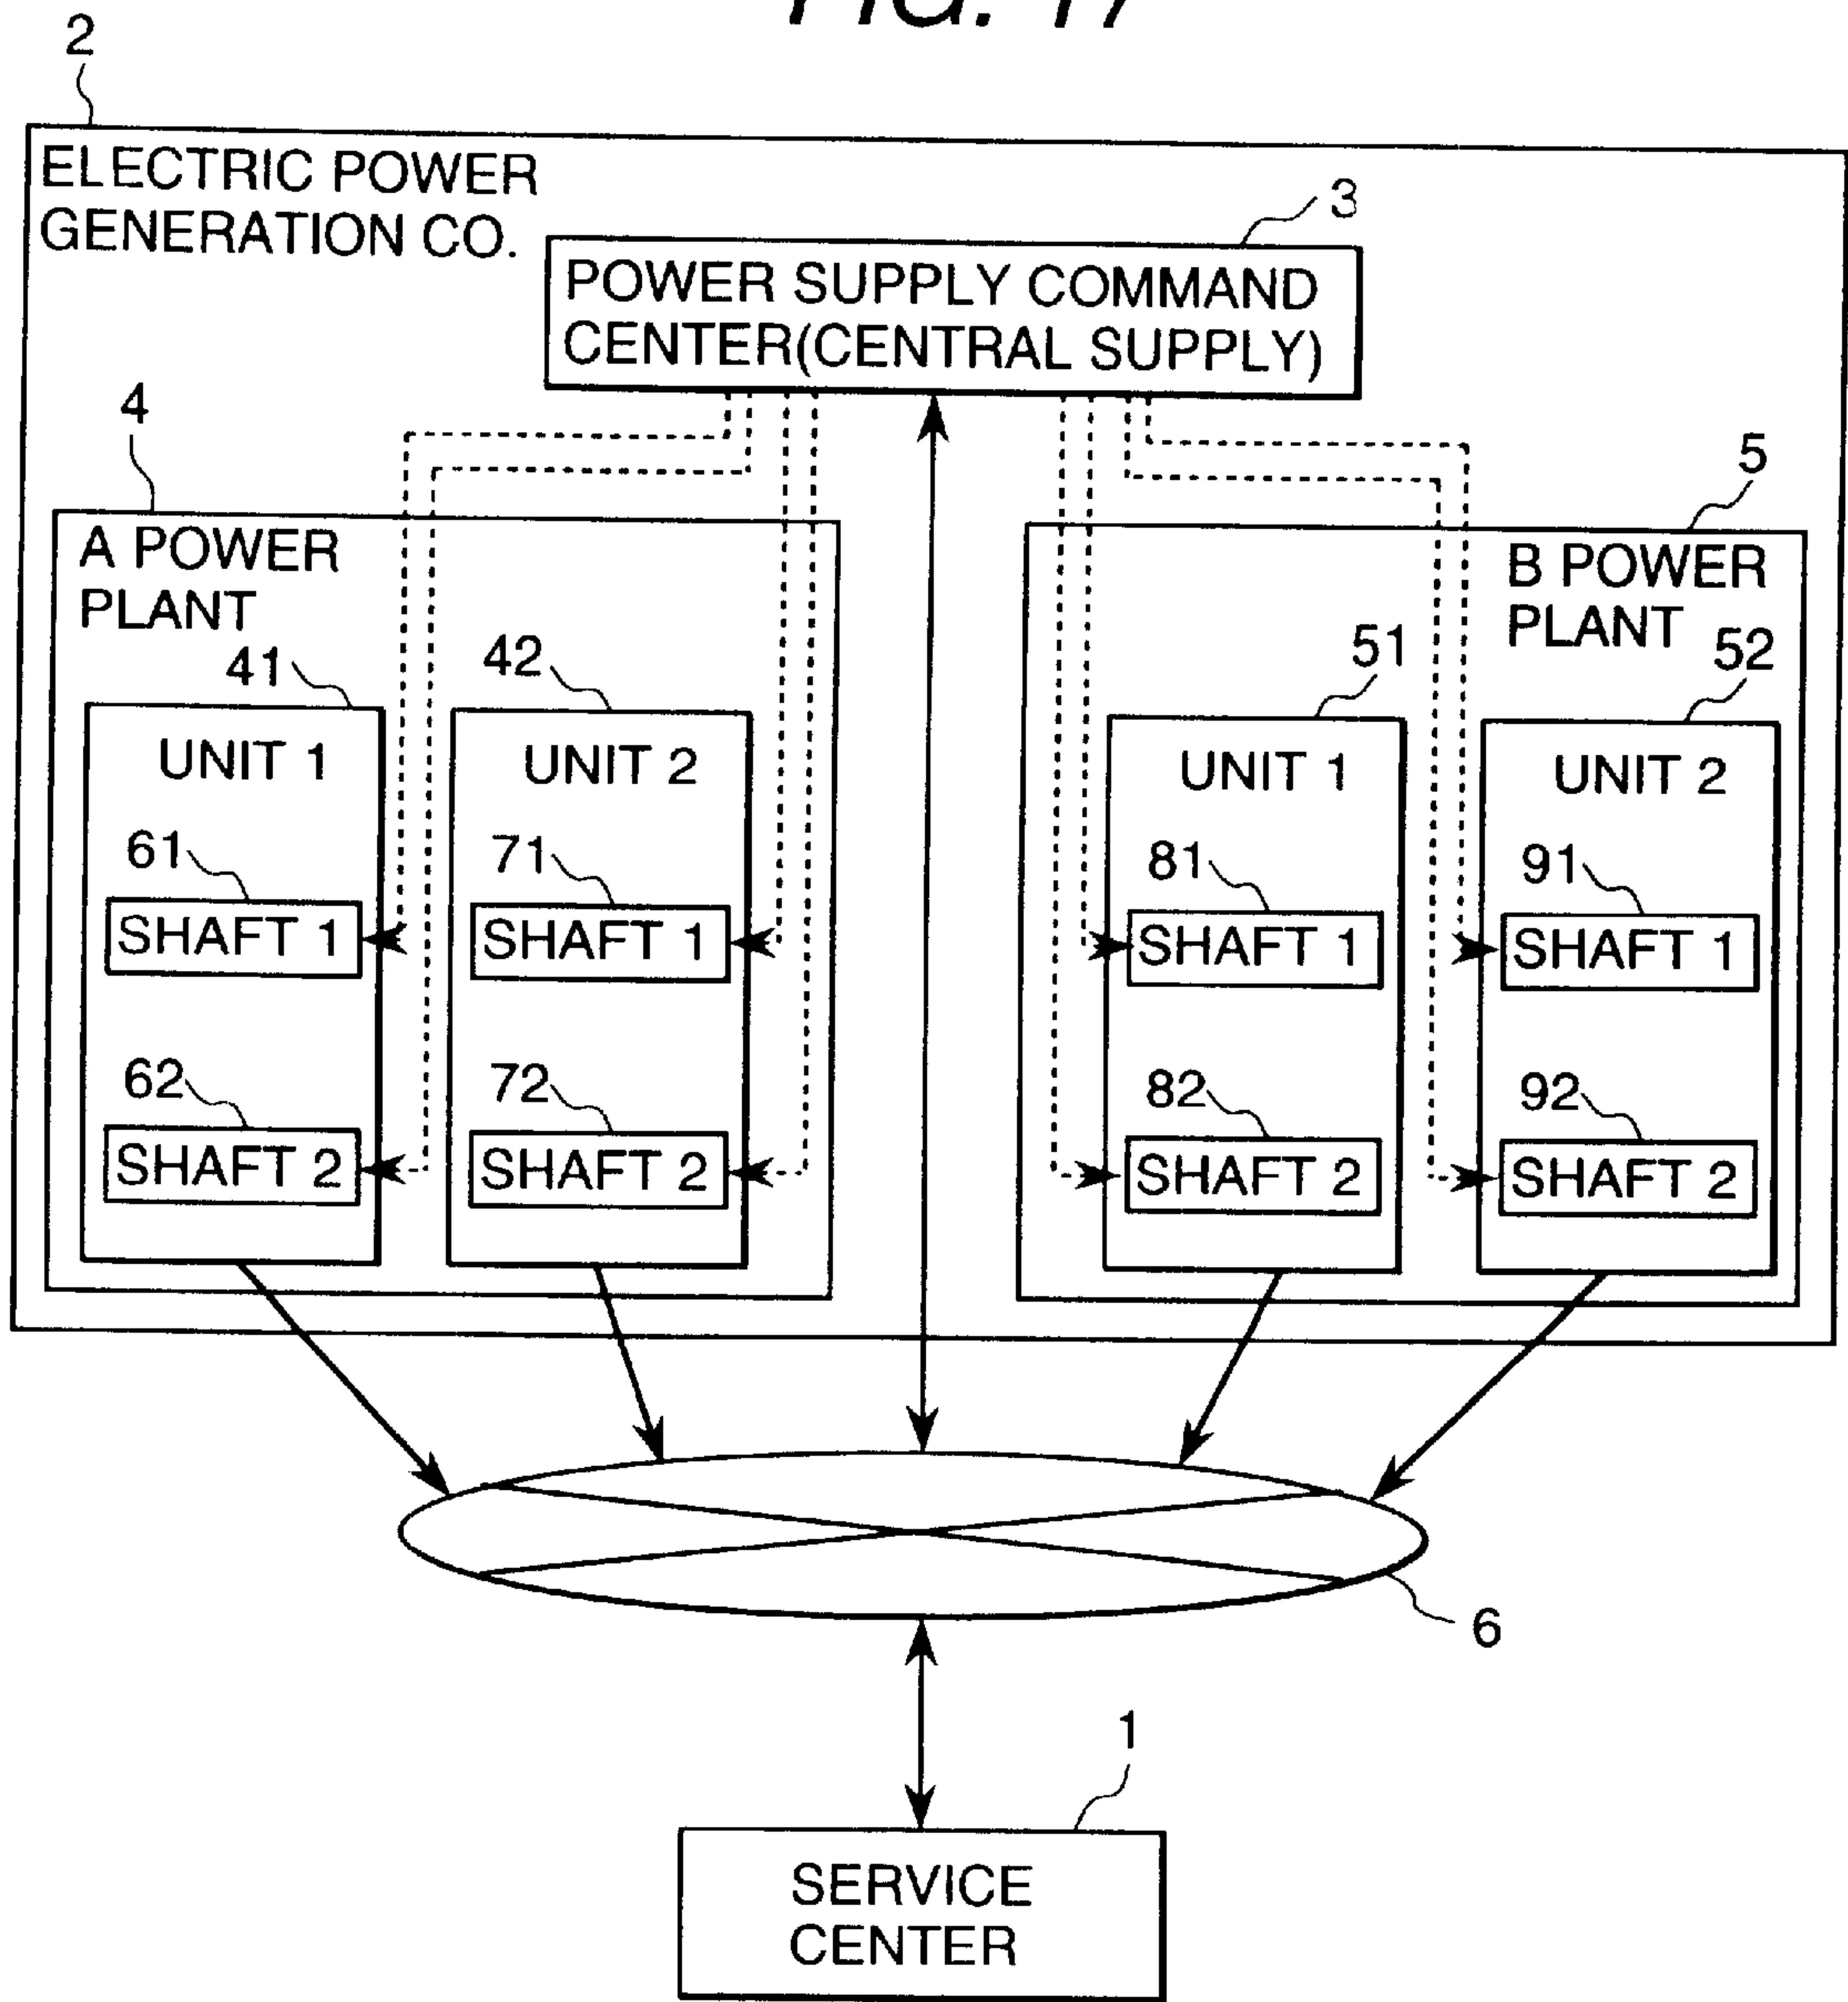 FIG. 17
2
ELECTRIC POWER
GENERATION CO.
3
POWER SUPPLY COMMAND
CENTER(CENTRAL SUPPLY)
4
5
A POWER
PLANT
B POWER
PLANT
41
42
51
52
UNIT 1
UNIT 2
UNIT 1
UNIT 2
61
71
81
91
SHAFT 1
SHAFT 1
SHAFT 1
SHAFT 1
62
72
82
92
SHAFT 2
SHAFT 2
SHAFT 2
SHAFT 2
6
1
SERVICE
CENTER